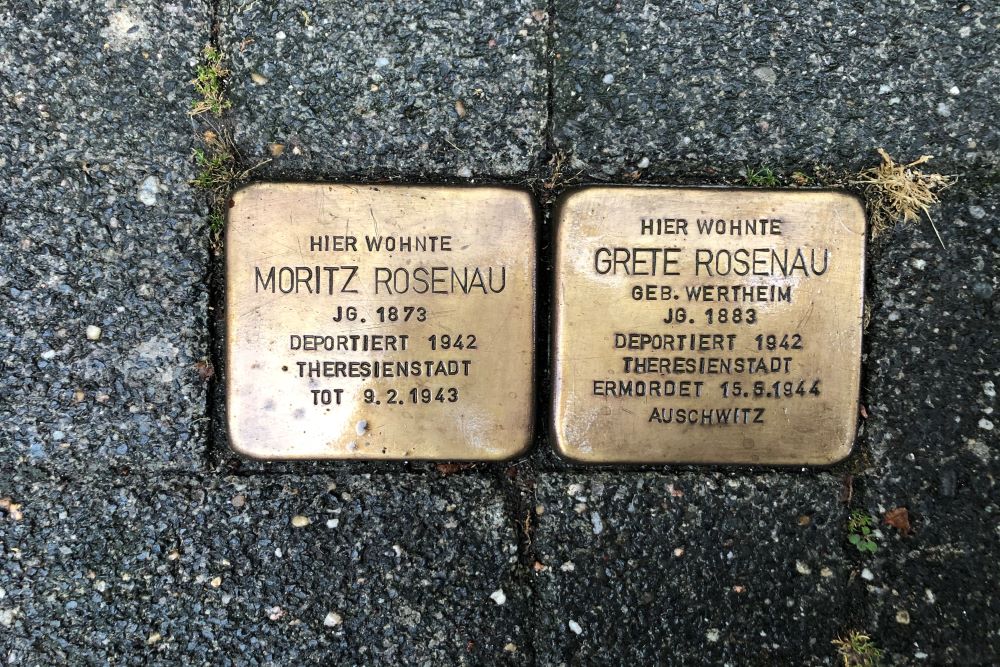 HIER WOHNTE
MORITZ ROSENAU
JG. 1873
DEPORTIERT 1942
THERESIENSTADT
TOT 9.2.1943
HIER WOHNTE
GRETE ROSENAU
GEB. WERTHEIM
JG. 1883
DEPORTIERT 1942
THERESIENSTADT
ERMORDET 15.5.1944
AUSCHWITZ